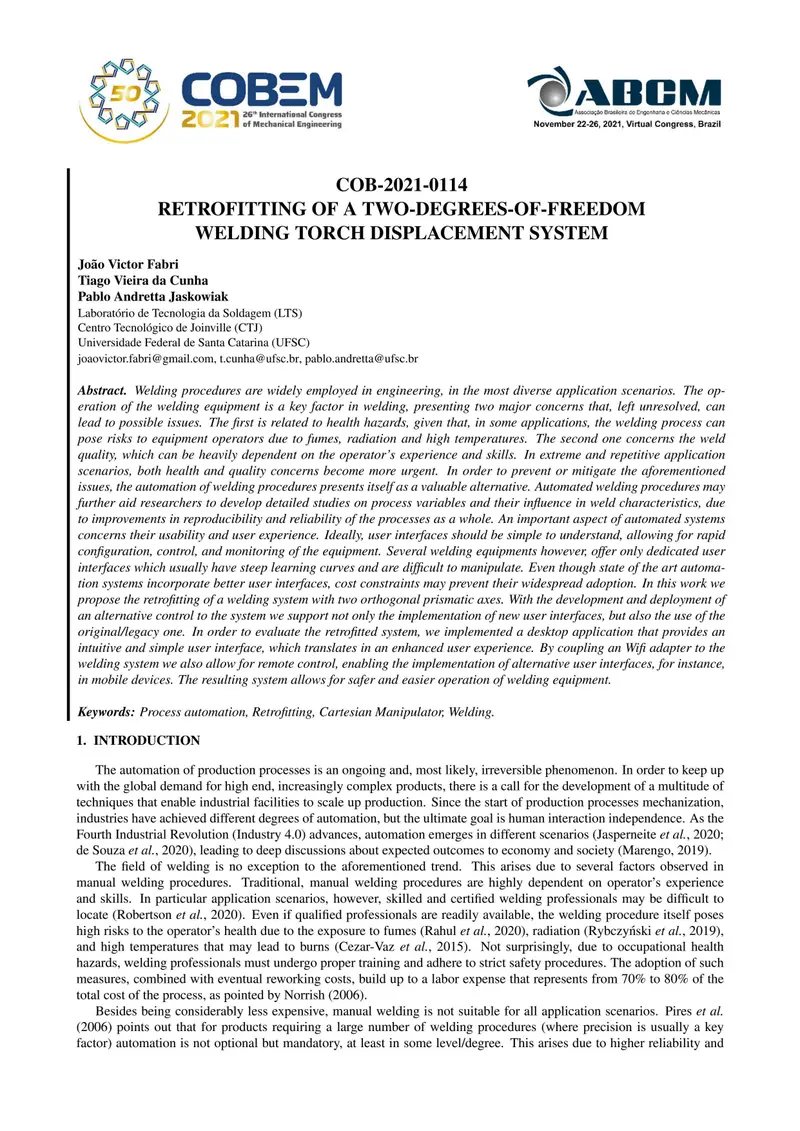 50
COBEM
2021 26th International Congress
of Mechanical Engineering
ABCM
Associação Brasileira de Engenharia e Ciências Mecânicas
November 22-26, 2021, Virtual Congress, Brazil
COB-2021-0114
RETROFITTING OF A TWO-DEGREES-OF-FREEDOM
WELDING TORCH DISPLACEMENT SYSTEM
João Victor Fabri
Tiago Vieira da Cunha
Pablo Andretta Jaskowiak
Laboratório de Tecnologia da Soldagem (LTS)
Centro Tecnológico de Joinville (CTJ)
Universidade Federal de Santa Catarina (UFSC)
joaovictor.fabri@gmail.com, t.cunha@ufsc.br, pablo.andretta@ufsc.br
Abstract. Welding procedures are widely employed in engineering, in the most diverse application scenarios. The op-
eration of the welding equipment is a key factor in welding, presenting two major concerns that, left unresolved, can
lead to possible issues. The first is related to health hazards, given that, in some applications, the welding process can
pose risks to equipment operators due to fumes, radiation and high temperatures. The second one concerns the weld
quality, which can be heavily dependent on the operator's experience and skills. In extreme and repetitive application
scenarios, both health and quality concerns become more urgent. In order to prevent or mitigate the aforementioned
issues, the automation of welding procedures presents itself as a valuable alternative. Automated welding procedures may
further aid researchers to develop detailed studies on process variables and their influence in weld characteristics, due
to improvements in reproducibility and reliability of the processes as a whole. An important aspect of automated systems
concerns their usability and user experience. Ideally, user interfaces should be simple to understand, allowing for rapid
configuration, control, and monitoring of the equipment. Several welding equipments however, offer only dedicated user
interfaces which usually have steep learning curves and are difficult to manipulate. Even though state of the art automa-
tion systems incorporate better user interfaces, cost constraints may prevent their widespread adoption. In this work we
propose the retrofitting of a welding system with two orthogonal prismatic axes. With the development and deployment of
an alternative control to the system we support not only the implementation of new user interfaces, but also the use of the
original/legacy one. In order to evaluate the retrofitted system, we implemented a desktop application that provides an
intuitive and simple user interface, which translates in an enhanced user experience. By coupling an Wifi adapter to the
welding system we also allow for remote control, enabling the implementation of alternative user interfaces, for instance,
in mobile devices. The resulting system allows for safer and easier operation of welding equipment.
Keywords: Process automation, Retrofitting, Cartesian Manipulator, Welding.
1. INTRODUCTION
The automation of production processes is an ongoing and, most likely, irreversible phenomenon. In order to keep up
with the global demand for high end, increasingly complex products, there is a call for the development of a multitude of
techniques that enable industrial facilities to scale up production. Since the start of production processes mechanization,
industries have achieved different degrees of automation, but the ultimate goal is human interaction independence. As the
Fourth Industrial Revolution (Industry 4.0) advances, automation emerges in different scenarios (Jasperneite et al., 2020;
de Souza et al., 2020), leading to deep discussions about expected outcomes to economy and society (Marengo, 2019).
The field of welding is no exception to the aforementioned trend. This arises due to several factors observed in
manual welding procedures. Traditional, manual welding procedures are highly dependent on operator's experience
and skills. In particular application scenarios, however, skilled and certified welding professionals may be difficult to
locate (Robertson et al., 2020). Even if qualified professionals are readily available, the welding procedure itself poses
high risks to the operator's health due to the exposure to fumes (Rahul et al., 2020), radiation (Rybczyński et al., 2019),
and high temperatures that may lead to burns (Cezar-Vaz et al., 2015). Not surprisingly, due to occupational health
hazards, welding professionals must undergo proper training and adhere to strict safety procedures. The adoption of such
measures, combined with eventual reworking costs, build up to a labor expense that represents from 70% to 80% of the
total cost of the process, as pointed by Norrish (2006).
Besides being considerably less expensive, manual welding is not suitable for all application scenarios. Pires et al.
(2006) points out that for products requiring a large number of welding procedures (where precision is usually a key
factor) automation is not optional but mandatory, at least in some level/degree. This arises due to higher reliability and